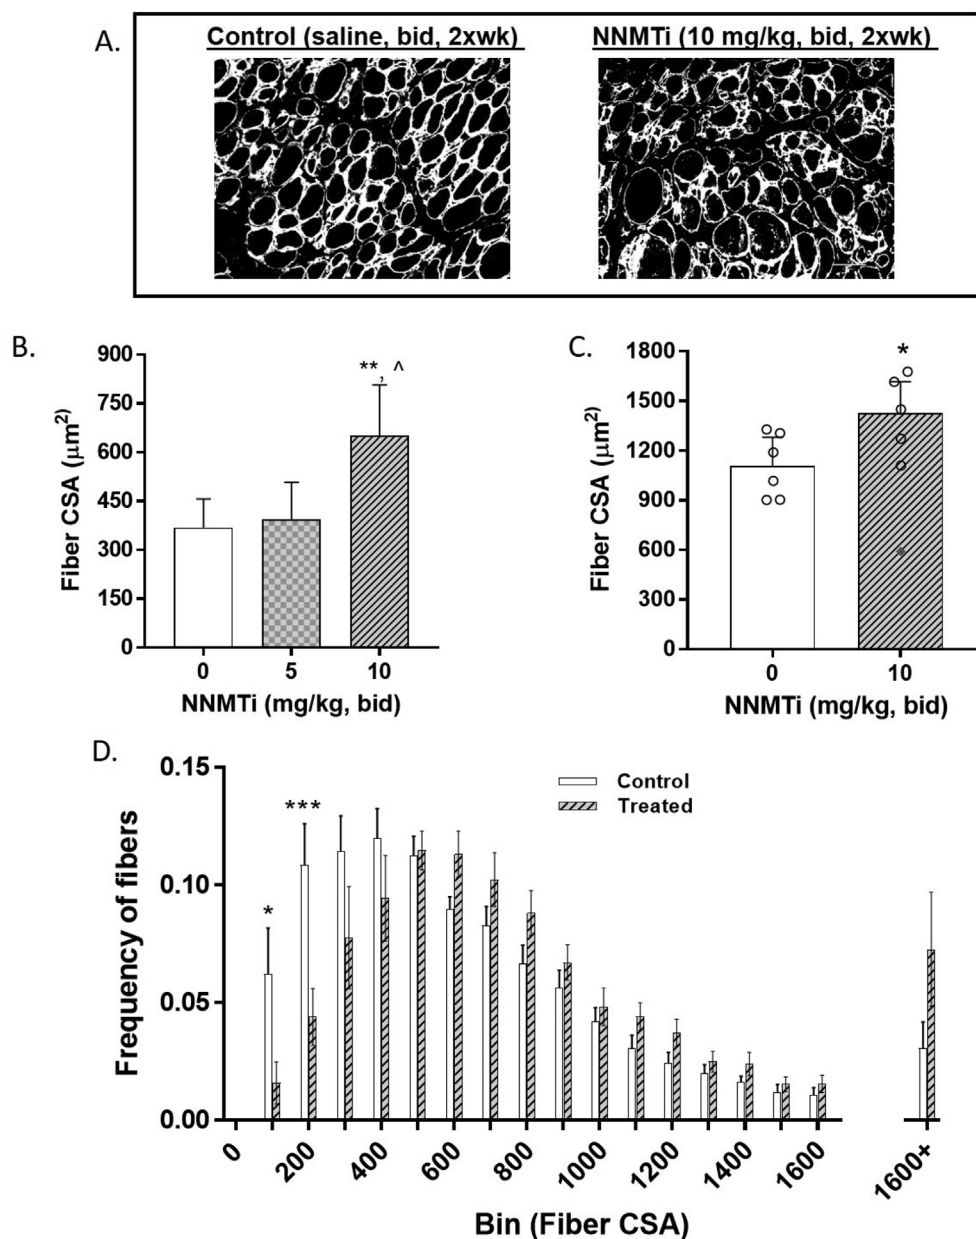 A.
Control (saline, bid, 2xwk)
NNMTi (10 mg/kg, bid, 2xwk)
B.
Fiber CSA (μm²)
900
750
600
450
300
150
0
**, ^
0
5
10
NNMTi (mg/kg, bid)
C.
Fiber CSA (μm²)
1800
1500
1200
900
600
300
0
*
0
10
NNMTi (mg/kg, bid)
D.
Frequency of fibers
0.15
0.10
0.05
0.00
*
***
Control
Treated
0
200
400
600
800
1000
1200
1400
1600
1600+
Bin (Fiber CSA)